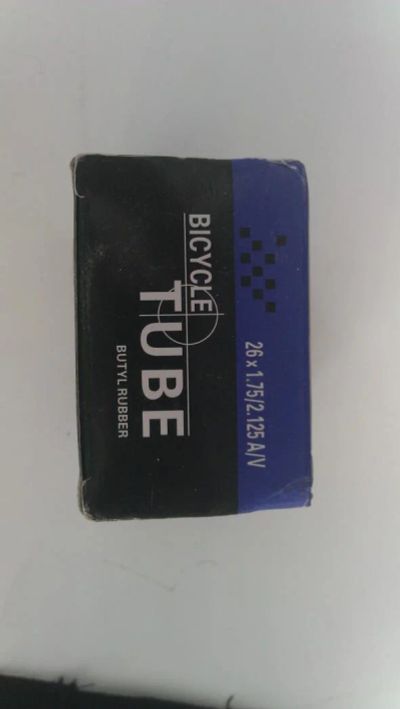 26 x 1.75/2.125 A/V
BICYCLE
TUBE
BUTYL RUBBER